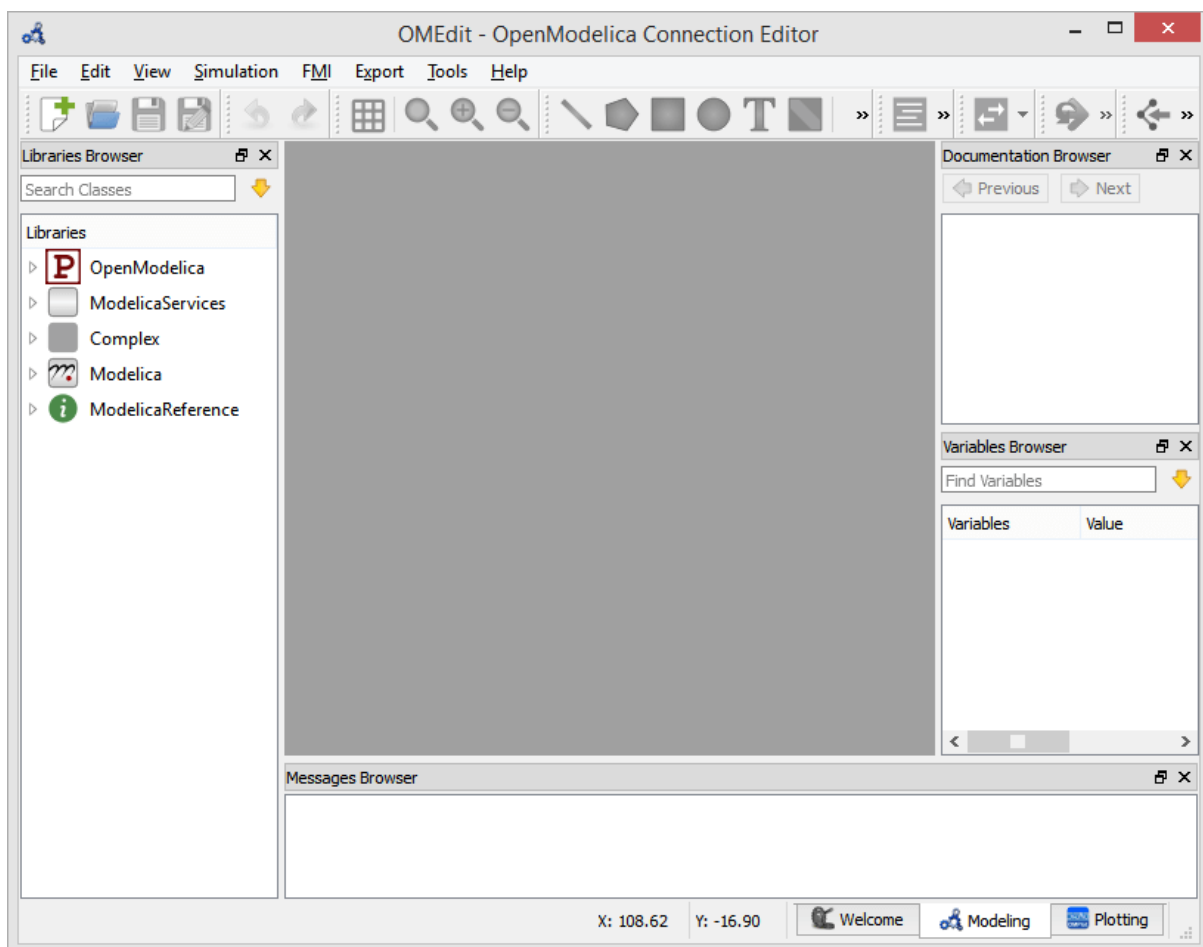 OMEdit - OpenModelica Connection Editor
File Edit View Simulation FMI Export Tools Help
T
Libraries Browser
Search Classes
Libraries
P OpenModelica
ModelicaServices
Complex
Modelica
i ModelicaReference
Documentation Browser
Previous Next
Variables Browser
Find Variables
Variables Value
Messages Browser
X: 108.62 Y: -16.90 Welcome Modeling Plotting